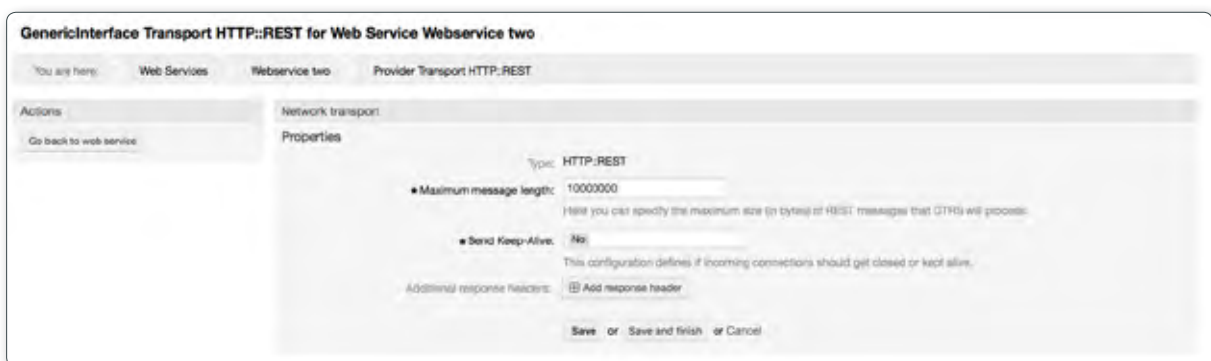 GenericInterface Transport HTTP::REST for Web Service Webservice two
You are here: Web Services Webservice two Provider Transport HTTP::REST
Actions
Go back to web service
Network transport
Properties
Type: HTTP::REST
★ Maximum message length: 10000000
Here you can specify the maximum size (in bytes) of REST messages that OTRS will process.
★ Send Keep-Alive: No
This configuration defines if incoming connections should get closed or kept alive.
Additional response headers: Add response header
Save or Save and finish or Cancel